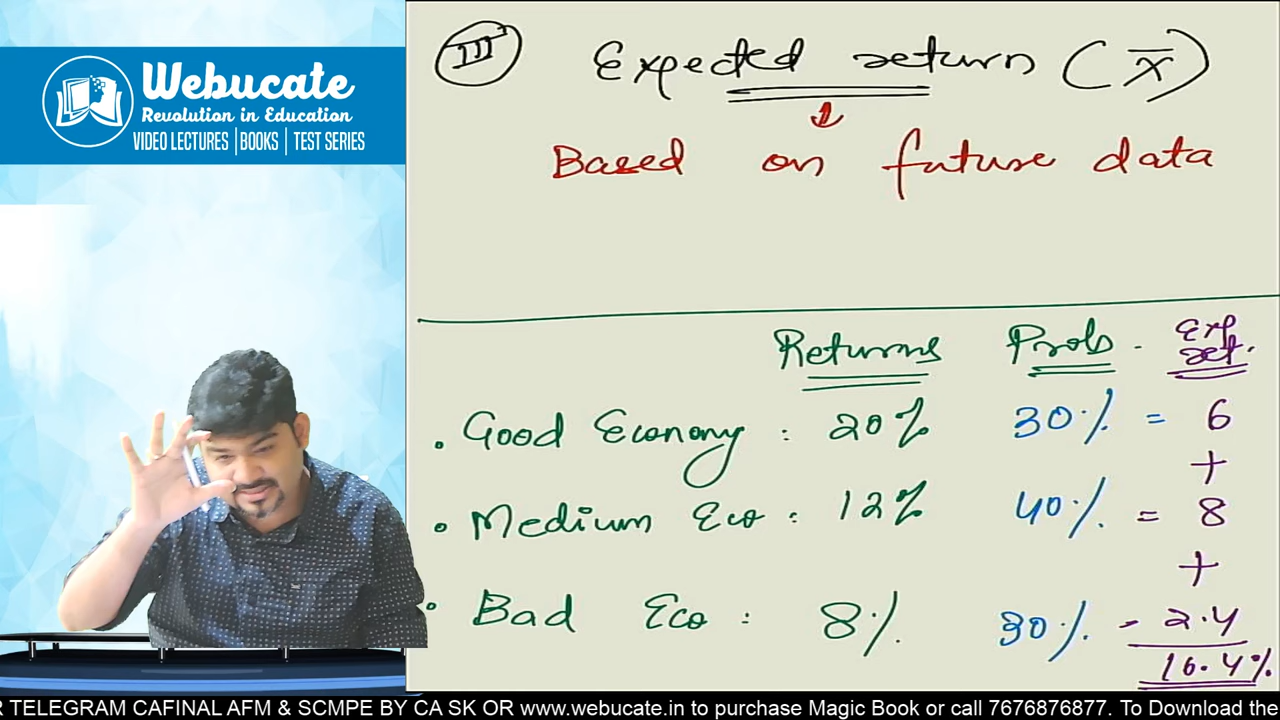 Webucate
Revolution in Education
VIDEO LECTURES | BOOKS | TEST SERIES
III
Expected return (x̄)
Based on future data
Returns Prob. Exp ret.
• Good Economy : 20% 30% = 6
+
• Medium Eco : 12% 40% = 8
+
• Bad Eco : 8% 30% - 2.4
16.4%
R TELEGRAM CAFINAL AFM & SCMPE BY CA SK OR www.webucate.in to purchase Magic Book or call 7676876877. To Download the